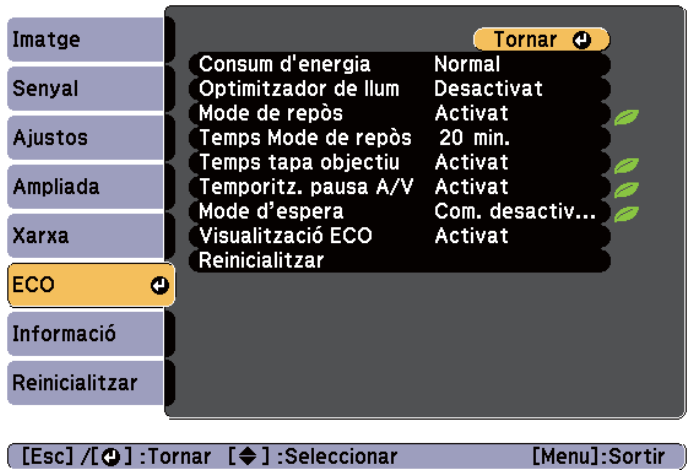 Imatge
Senyal
Ajustos
Ampliada
Xarxa
ECO
Informació
Reinicialitzar
Tornar
Consum d'energia Normal
Optimitzador de llum Desactivat
Mode de repòs Activat
Temps Mode de repòs 20 min.
Temps tapa objectiu Activat
Temporitz. pausa A/V Activat
Mode d’espera Com. desactiv...
Visualització ECO Activat
Reinicialitzar
[Esc] /[⏎] :Tornar [◆] :Seleccionar [Menu]:Sortir